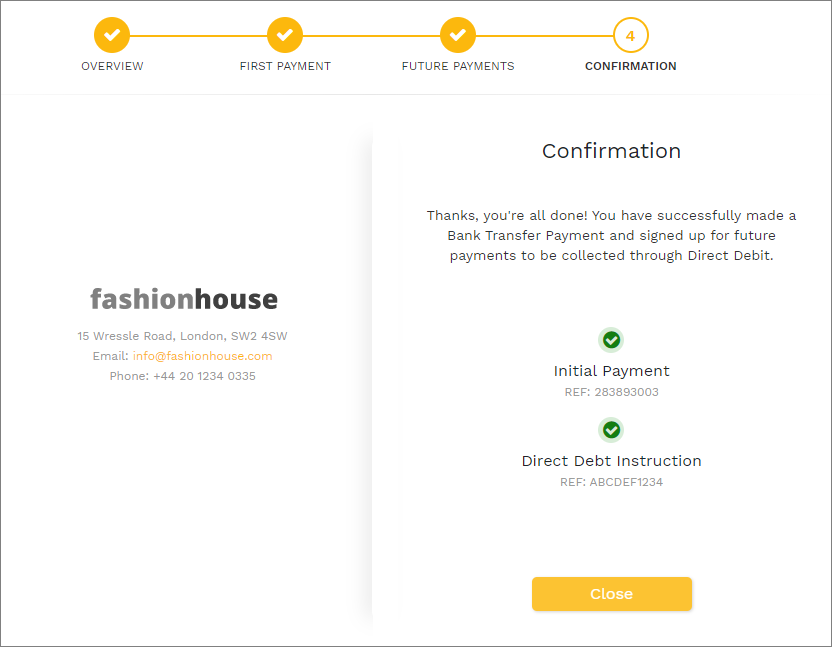 4
OVERVIEW
FIRST PAYMENT
FUTURE PAYMENTS
CONFIRMATION
fashionhouse
15 Wressle Road, London, SW2 4SW
Email: info@fashionhouse.com
Phone: +44 20 1234 0335
Confirmation
Thanks, you're all done! You have successfully made a
Bank Transfer Payment and signed up for future
payments to be collected through Direct Debit.
Initial Payment
REF: 283893003
Direct Debt Instruction
REF: ABCDEF1234
Close